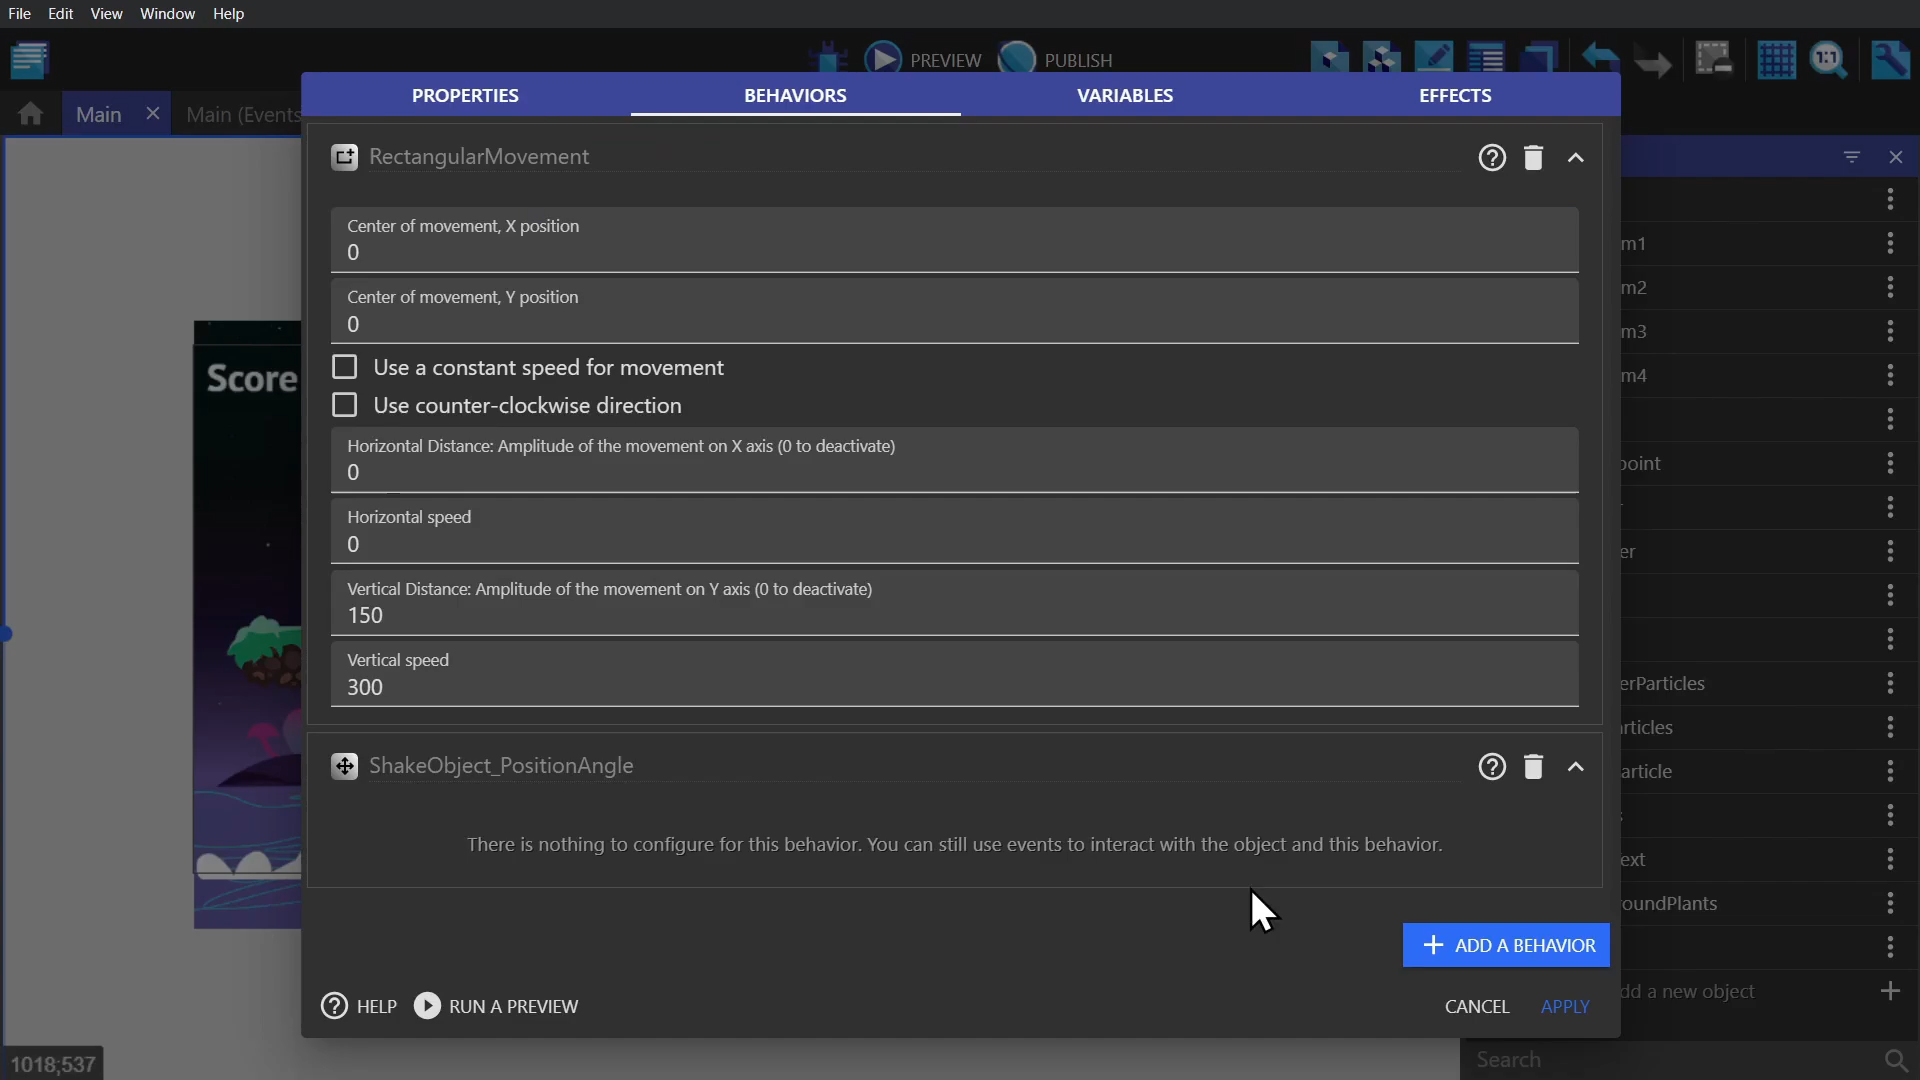 File Edit View Window Help
PREVIEW PUBLISH
Main Main (Events
PROPERTIES BEHAVIORS VARIABLES EFFECTS
RectangularMovement
Center of movement, X position
0
Center of movement, Y position
0
Use a constant speed for movement
Use counter-clockwise direction
Horizontal Distance: Amplitude of the movement on X axis (0 to deactivate)
0
Horizontal speed
0
Vertical Distance: Amplitude of the movement on Y axis (0 to deactivate)
150
Vertical speed
300
ShakeObject_PositionAngle
There is nothing to configure for this behavior. You can still use events to interact with the object and this behavior.
ADD A BEHAVIOR
HELP RUN A PREVIEW CANCEL APPLY
Score
1018;537
1:1
m1
m2
m3
m4
point
er
erParticles
articles
article
ext
oundPlants
dd a new object
Search